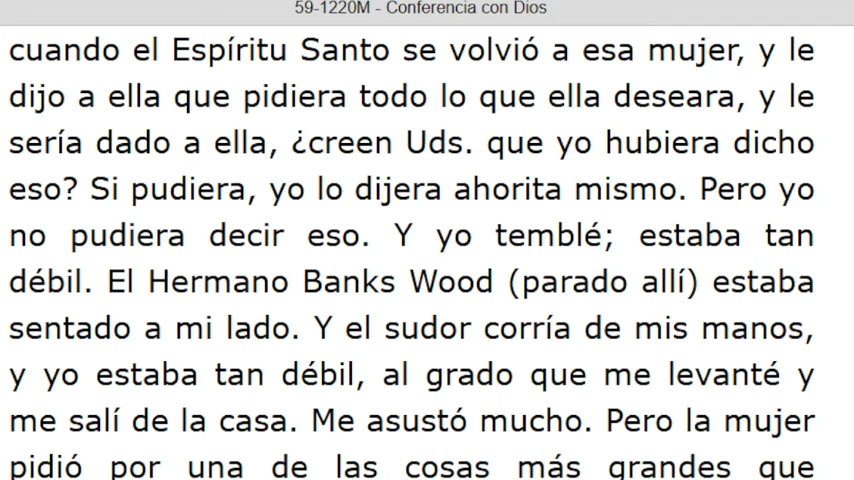 59-1220M - Conferencia con Dios
cuando el Espíritu Santo se volvió a esa mujer, y le
dijo a ella que pidiera todo lo que ella deseara, y le
sería dado a ella, ¿creen Uds. que yo hubiera dicho
eso? Si pudiera, yo lo dijera ahorita mismo. Pero yo
no pudiera decir eso. Y yo temblé; estaba tan
débil. El Hermano Banks Wood (parado allí) estaba
sentado a mi lado. Y el sudor corría de mis manos,
y yo estaba tan débil, al grado que me levanté y
me salí de la casa. Me asustó mucho. Pero la mujer
pidió por una de las cosas más grandes que